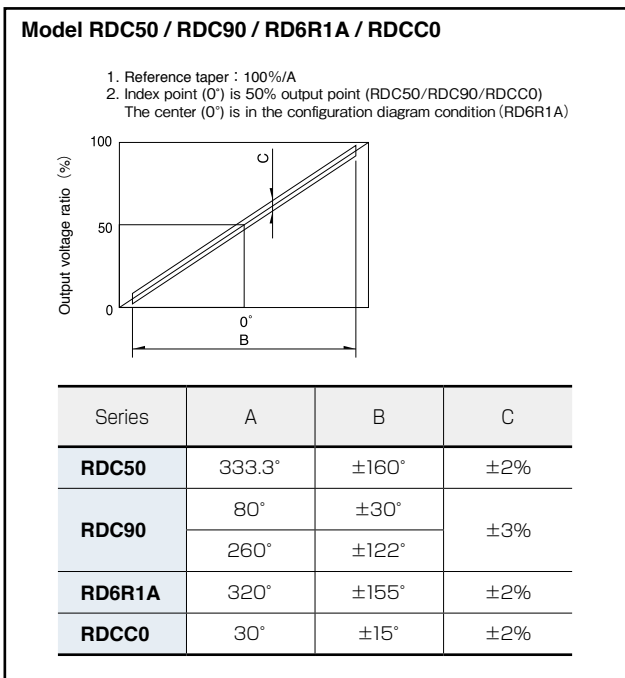 Model RDC50 / RDC90 / RD6R1A / RDCC0
1. Reference taper : 100%/A
2. Index point (0˚) is 50% output point (RDC50/RDC90/RDCC0)
The center (0˚) is in the configuration diagram condition (RD6R1A)
Output voltage ratio (%)
100
C
50
0
0˚
B
Series A B C
RDC50 333.3˚ ±160˚ ±2%
RDC90 80˚ ±30˚ ±3%
260˚ ±122˚
RD6R1A 320˚ ±155˚ ±2%
RDCC0 30˚ ±15˚ ±2%